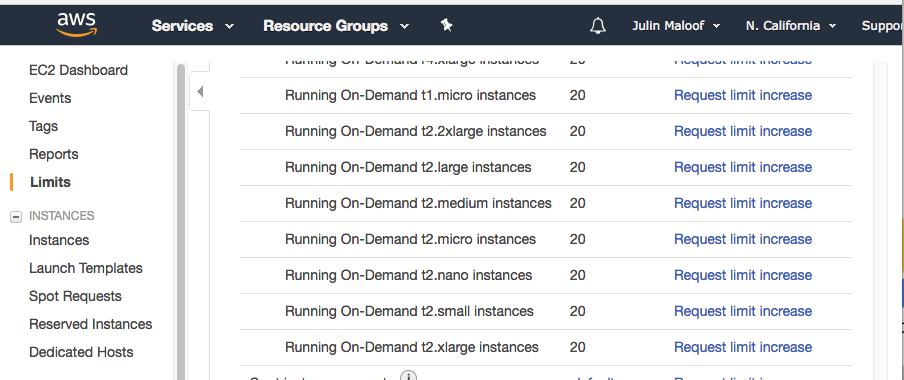 aws Services Resource Groups Julin Maloof N. California Suppo
EC2 Dashboard
Events
Tags
Reports
Limits
INSTANCES
Instances
Launch Templates
Spot Requests
Reserved Instances
Dedicated Hosts
Running On-Demand r4.xlarge instances 20 Request limit increase
Running On-Demand t1.micro instances 20 Request limit increase
Running On-Demand t2.2xlarge instances 20 Request limit increase
Running On-Demand t2.large instances 20 Request limit increase
Running On-Demand t2.medium instances 20 Request limit increase
Running On-Demand t2.micro instances 20 Request limit increase
Running On-Demand t2.nano instances 20 Request limit increase
Running On-Demand t2.small instances 20 Request limit increase
Running On-Demand t2.xlarge instances 20 Request limit increase